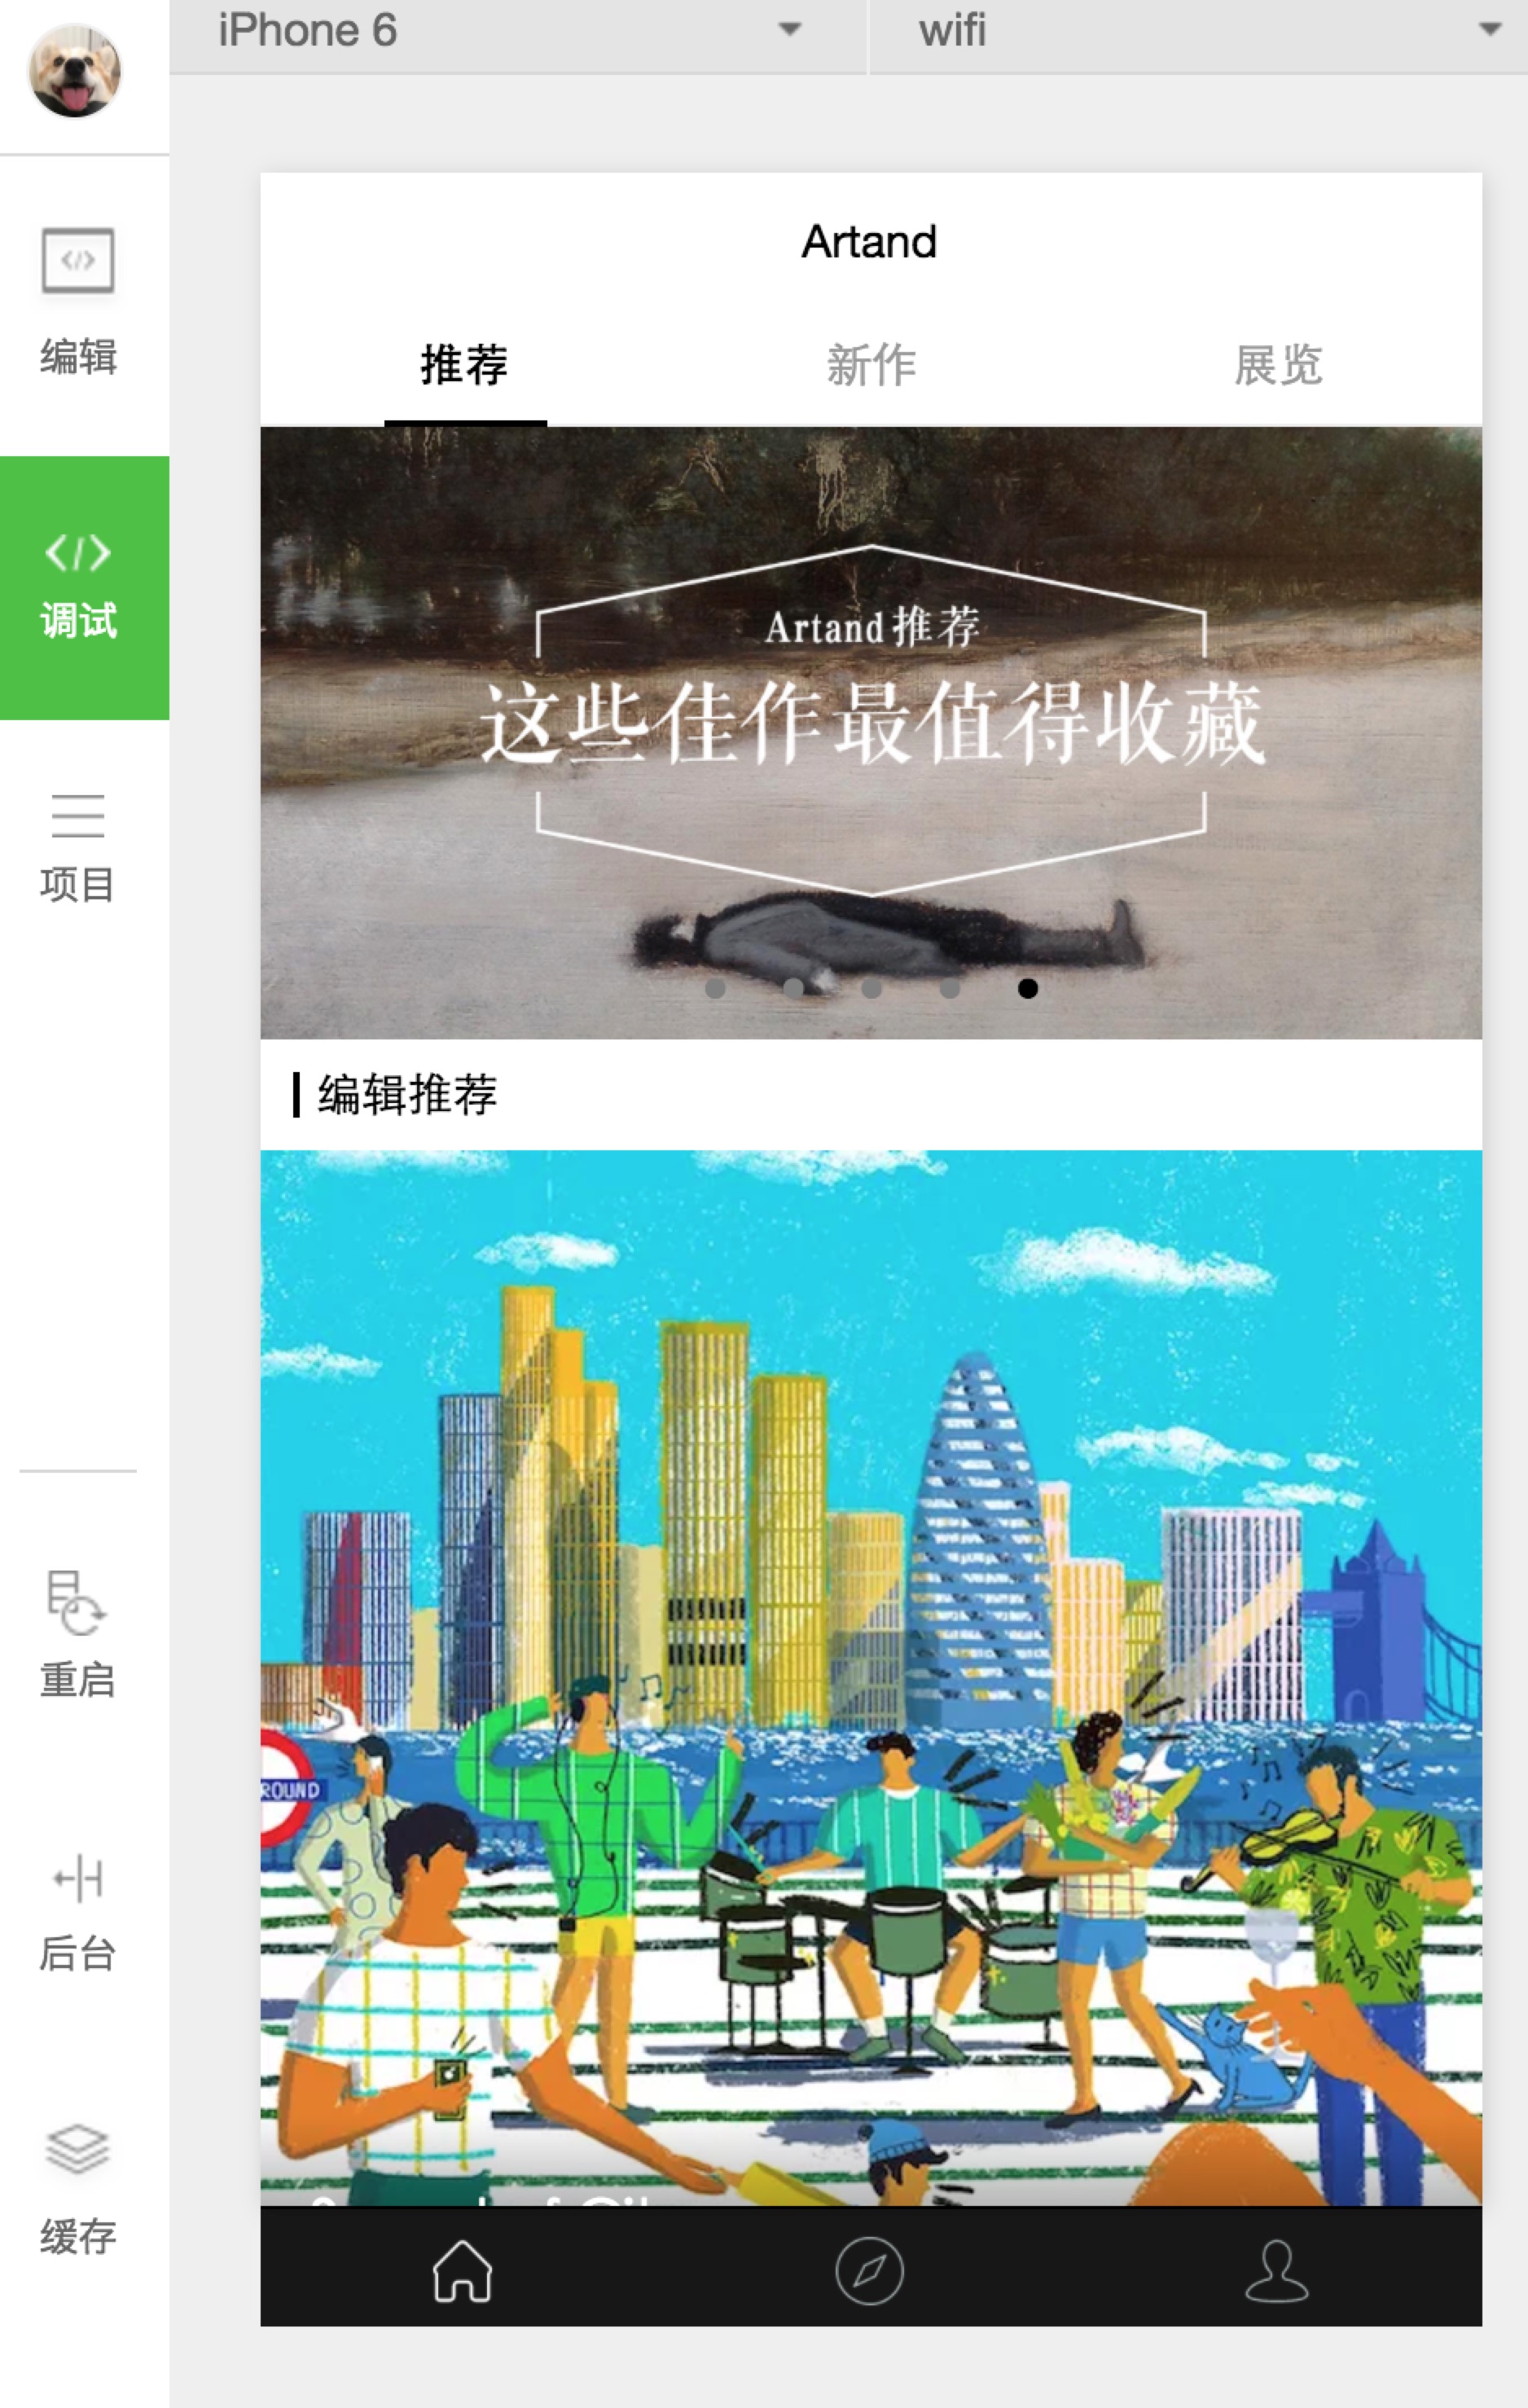 iPhone 6
wifi
编辑
调试
项目
重启
后台
缓存
Artand
推荐
新作
展览
Artand推荐
这些佳作最值得收藏
编辑推荐
ROUND